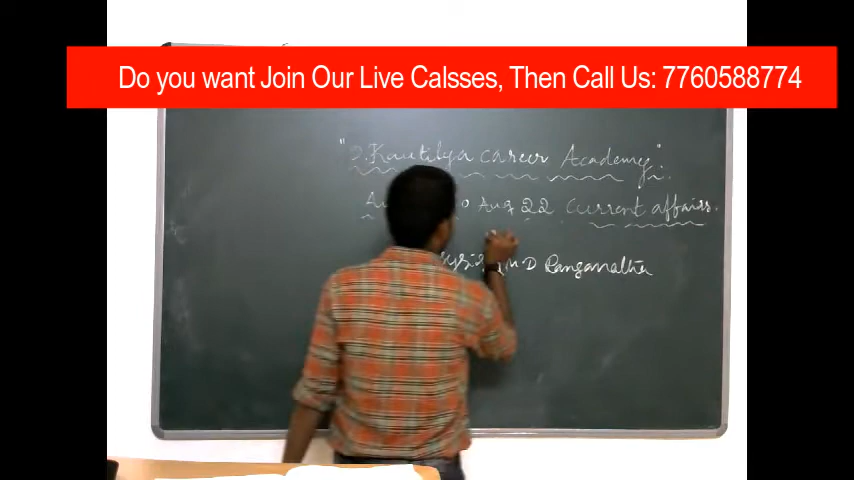 Do you want Join Our Live Calsses, Then Call Us: 7760588774
Kautilya career Academy"
Aug 22 Current affairs.
M D Ranganatha